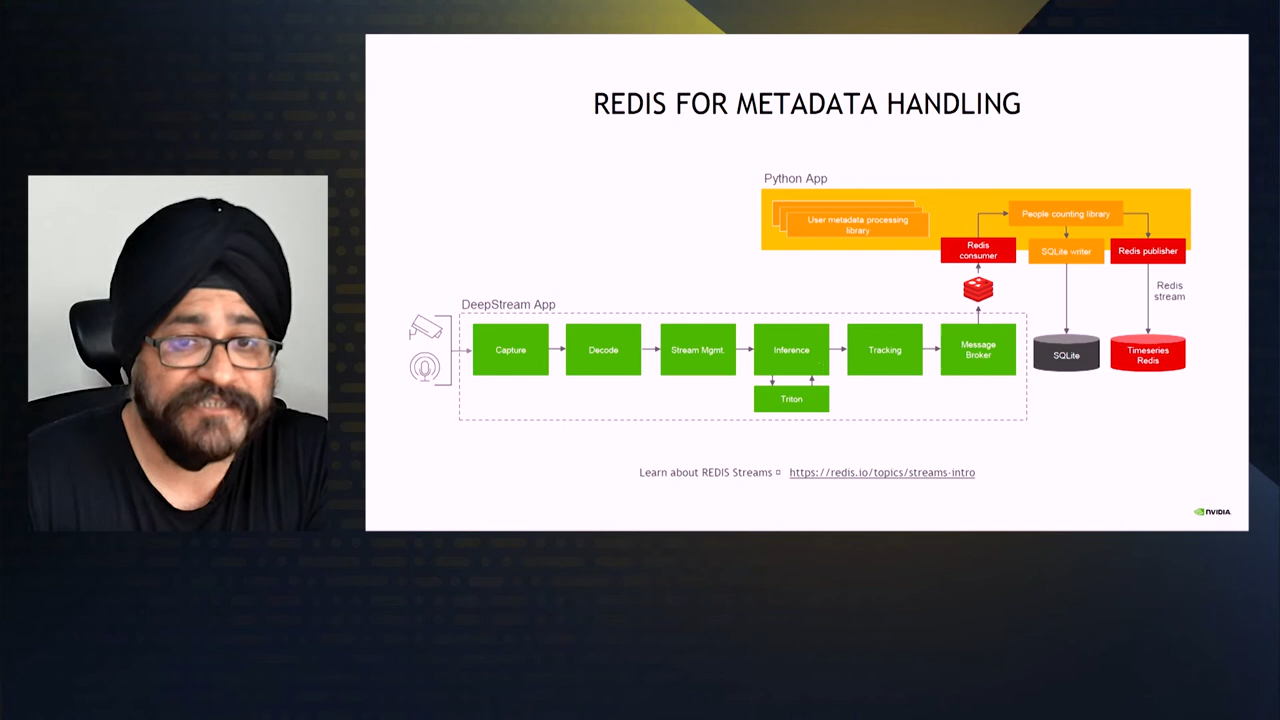 REDIS FOR METADATA HANDLING
Python App
User metadata processing
library
People counting library
Redis
consumer
SQLite writer
Redis publisher
Redis
stream
DeepStream App
Capture
Decode
Stream Mgmt.
Inference
Tracking
Message
Broker
SQLite
Timeseries
Redis
Triton
Learn about REDIS Streams https://redis.io/topics/streams-intro
NVIDIA